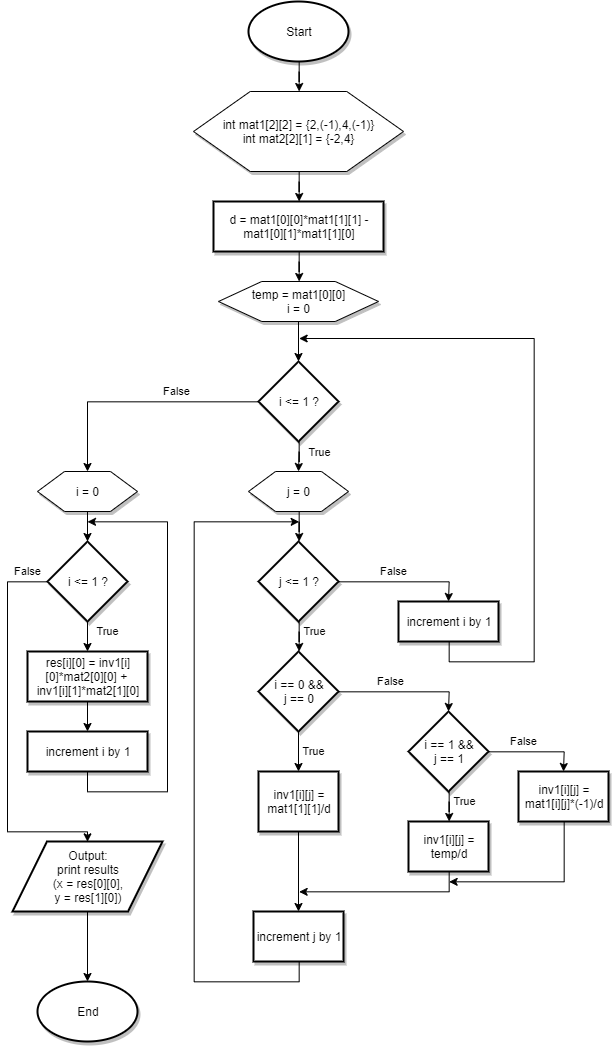 Start
int mat1[2][2] = {2,(-1),4,(-1)}
int mat2[2][1] = {-2,4}
d = mat1[0][0]*mat1[1][1] -
mat1[0][1]*mat1[1][0]
temp = mat1[0][0]
i = 0
i <= 1 ?
False
True
i = 0
j = 0
i <= 1 ?
False
True
j <= 1 ?
False
True
increment i by 1
res[i][0] = inv1[i]
[0]*mat2[0][0] +
inv1[i][1]*mat2[1][0]
increment i by 1
i == 0 &&
j == 0
False
True
i == 1 &&
j == 1
False
True
inv1[i][j] =
mat1[1][1]/d
inv1[i][j] =
temp/d
inv1[i][j] =
mat1[i][j]*(-1)/d
increment j by 1
Output:
print results
(x = res[0][0],
y = res[1][0])
End